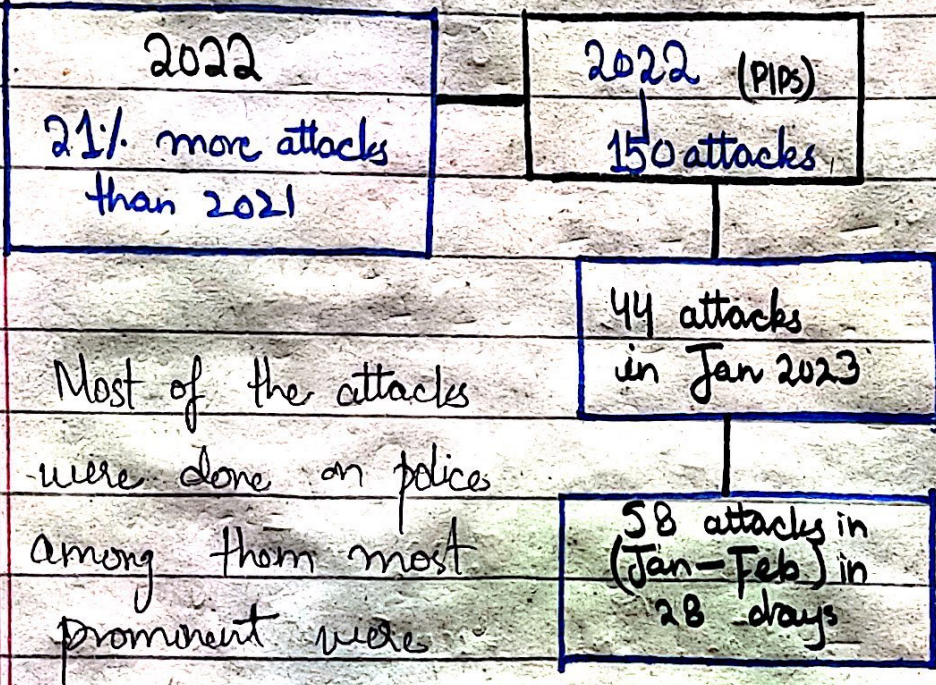 2022
21% more attacks
than 2021
2022 (PIPs)
150 attacks
44 attacks
in Jan 2023
58 attacks in
(Jan-Feb) in
28 days
Most of the attacks
were done on police
among them most
prominent were